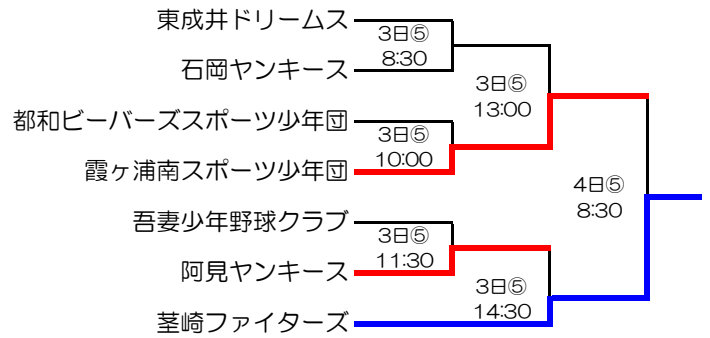 東成井ドリームス
3日⑤
8:30
石岡ヤンキース
3日⑤
13:00
都和ビーバーズスポーツ少年団
3日⑤
10:00
霞ヶ浦南スポーツ少年団
4日⑤
8:30
吾妻少年野球クラブ
3日⑤
11:30
阿見ヤンキース
3日⑤
14:30
茎崎ファイターズ